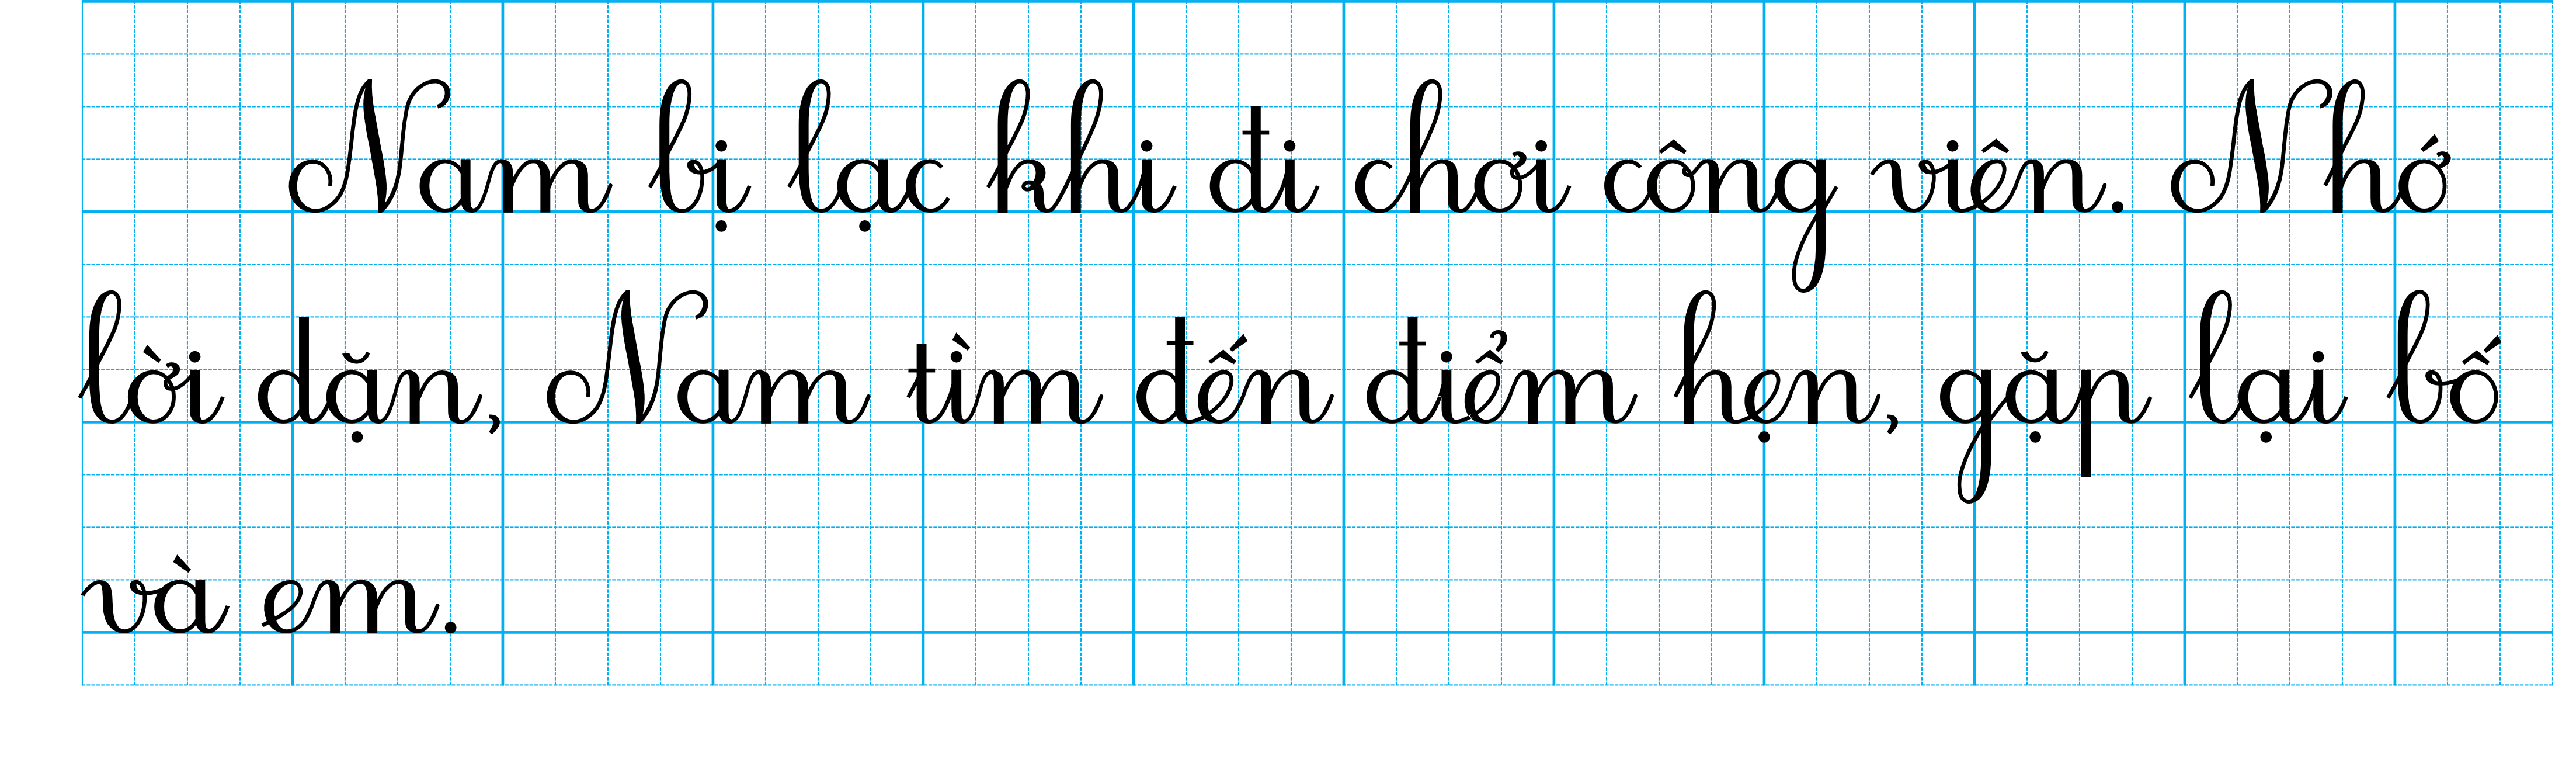 Nam bị lạc khi đi chơi công viên. Nhớ
lời dặn, Nam tìm đến điểm hẹn, gặp lại bố
và em.